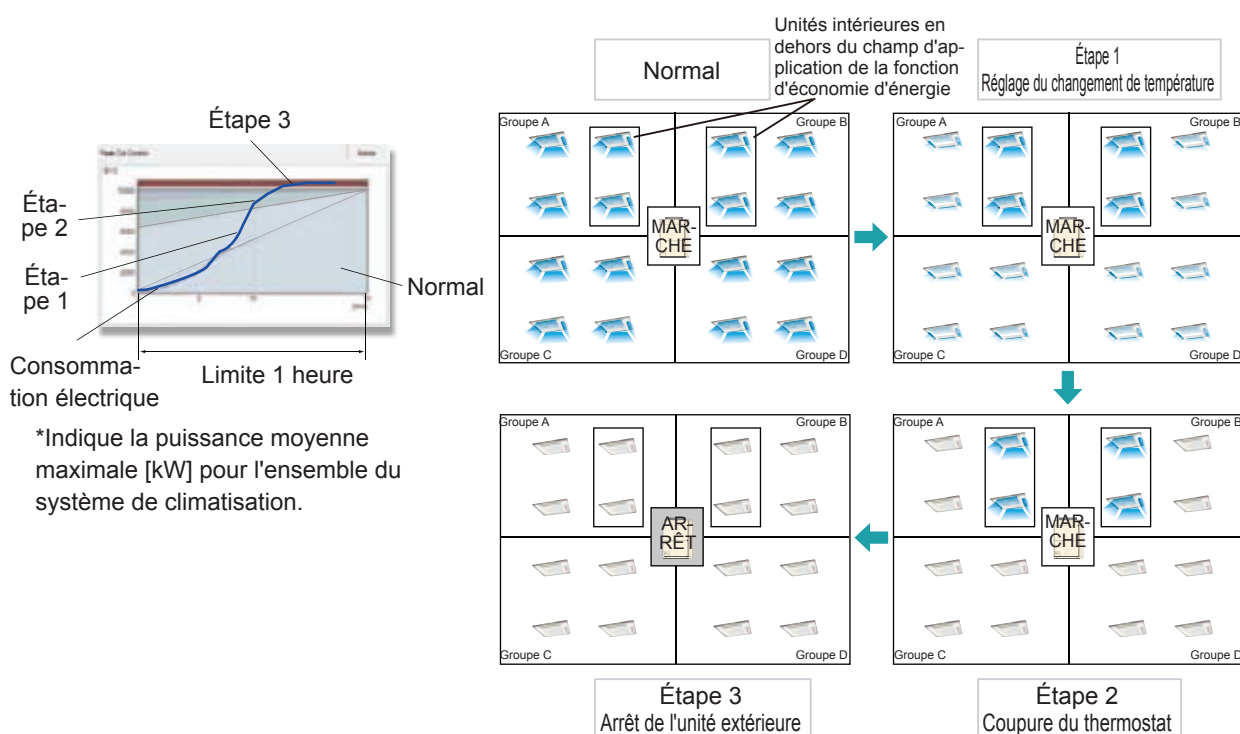 Étape 3
Éta-
pe 2
Éta-
pe 1
Normal
Consomma-
tion électrique
Limite 1 heure
*Indique la puissance moyenne
maximale [kW] pour l'ensemble du
système de climatisation.
Normal
Unités intérieures en
dehors du champ d'ap-
plication de la fonction
d'économie d'énergie
Étape 1
Réglage du changement de température
Groupe A
Groupe B
MAR-
CHE
Groupe C
Groupe D
Groupe A
Groupe B
MAR-
CHE
Groupe C
Groupe D
Groupe A
Groupe B
AR-
RÊT
Groupe C
Groupe D
Groupe A
Groupe B
MAR-
CHE
Groupe C
Groupe D
Étape 3
Arrêt de l'unité extérieure
Étape 2
Coupure du thermostat